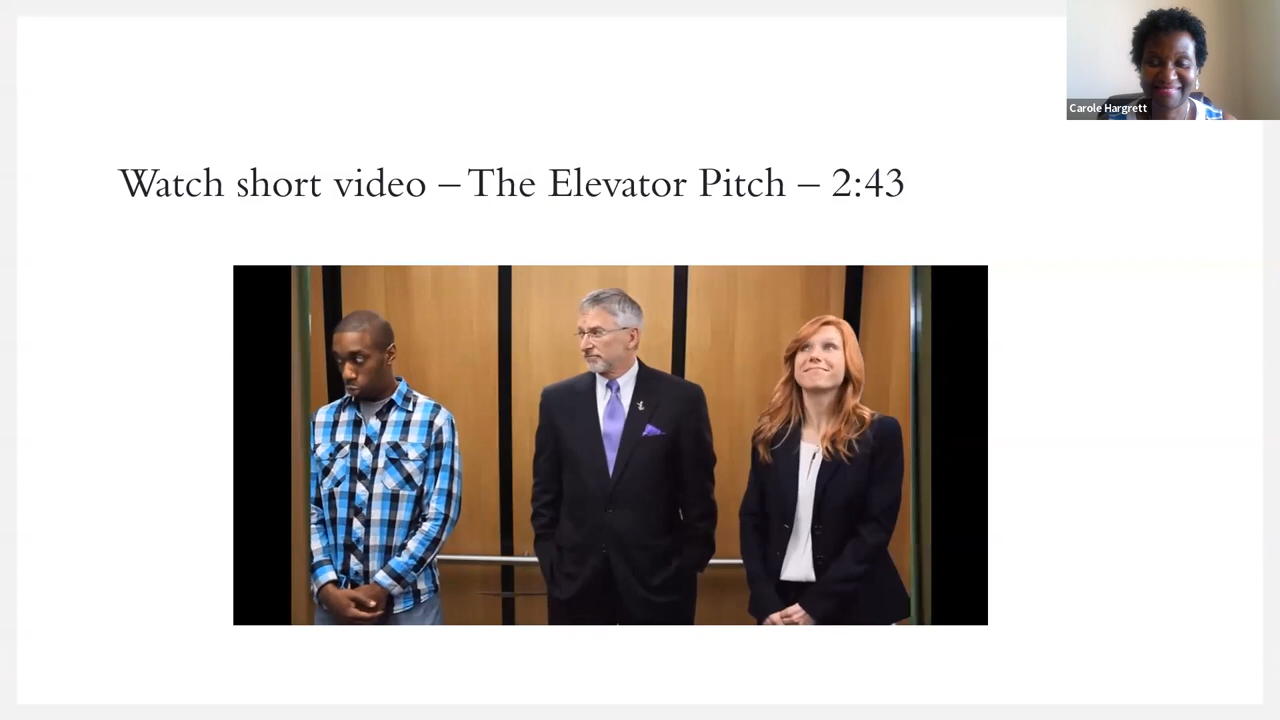 Carole Hargrett
Watch short video – The Elevator Pitch – 2:43